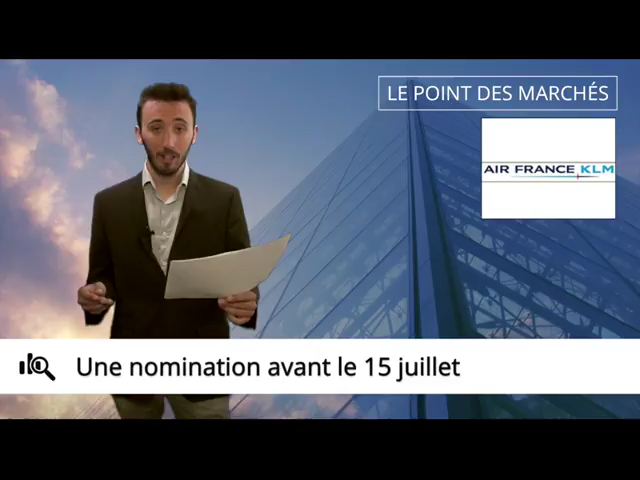 LE POINT DES MARCHÉS
AIR FRANCE KLM
Une nomination avant le 15 juillet